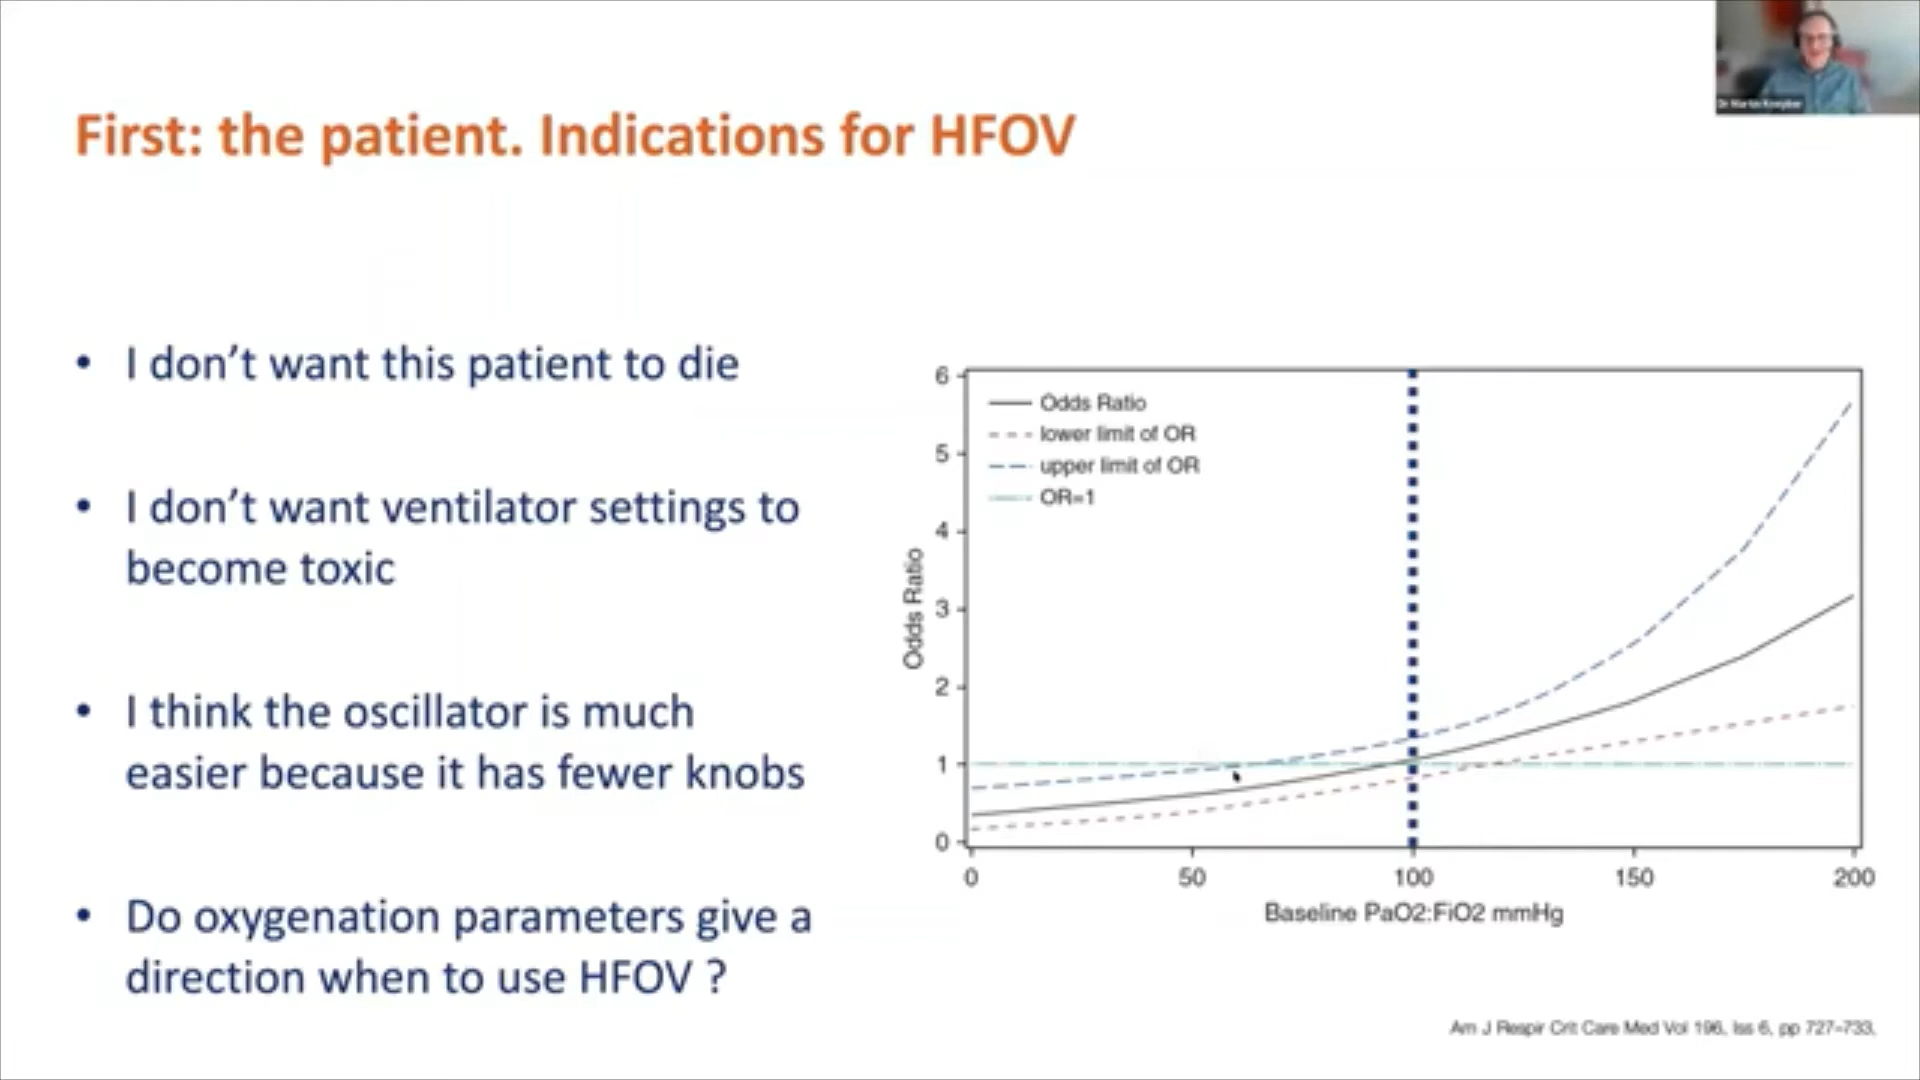 First: the patient. Indications for HFOV
• I don't want this patient to die
• I don't want ventilator settings to
become toxic
• I think the oscillator is much
easier because it has fewer knobs
• Do oxygenation parameters give a
direction when to use HFOV ?
Odds Ratio
lower limit of OR
upper limit of OR
OR=1
Odds Ratio
6
5
4
3
2
1
0
0 50 100 150 200
Baseline PaO2:FiO2 mmHg
Am J Respir Crit Care Med Vol 196, Iss 6, pp 727–733,